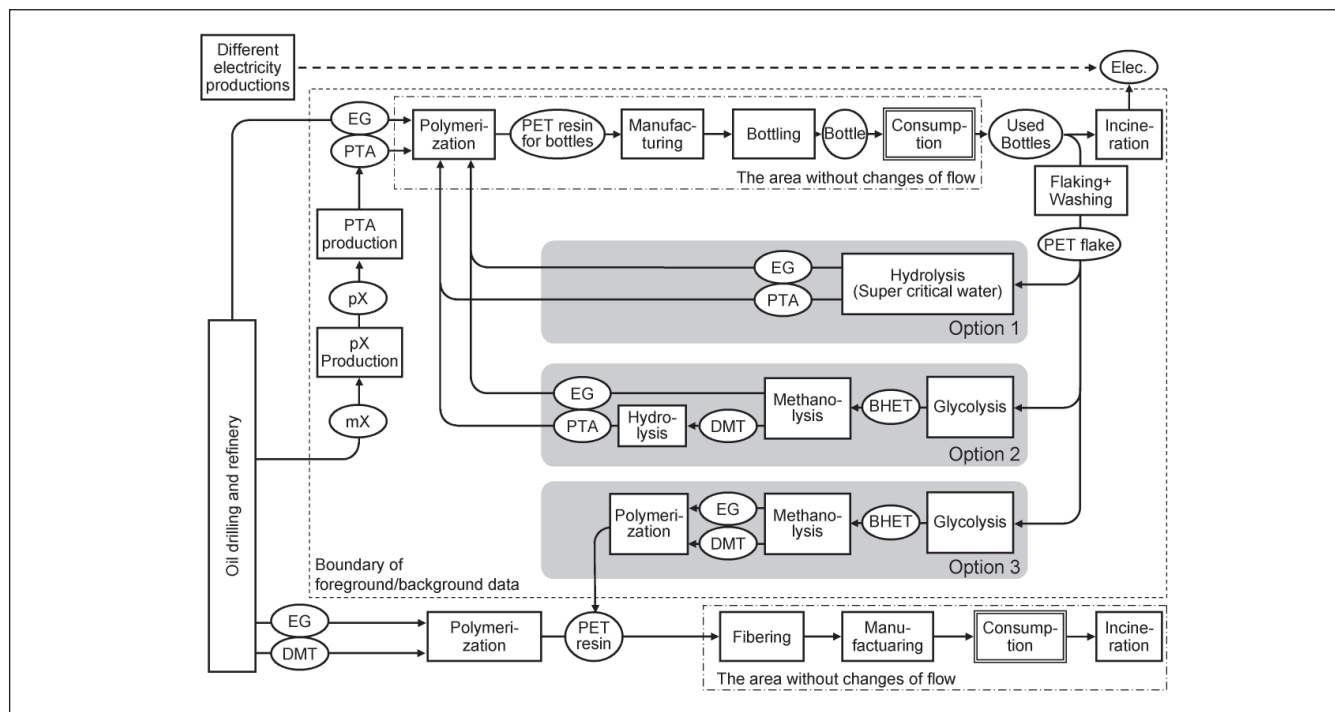 Different
electricity
productions
Elec.
EG
PTA
Polymeri-
zation
PET resin
for bottles
Manufac-
turing
Bottling
Bottle
Consump-
tion
Used
Bottles
Incine-
ration
The area without changes of flow
Flaking+
Washing
PET flake
PTA
production
pX
pX
Production
mX
Oil drilling and refinery
EG
PTA
Hydrolysis
(Super critical water)
Option 1
EG
PTA
Hydro-
lysis
DMT
Methano-
lysis
BHET
Glycolysis
Option 2
Polymeri-
zation
EG
DMT
Methano-
lysis
BHET
Glycolysis
Option 3
Boundary of
foreground/background data
EG
DMT
Polymeri-
zation
PET
resin
Fibering
Manu-
factuaring
Consump-
tion
Incine-
ration
The area without changes of flow